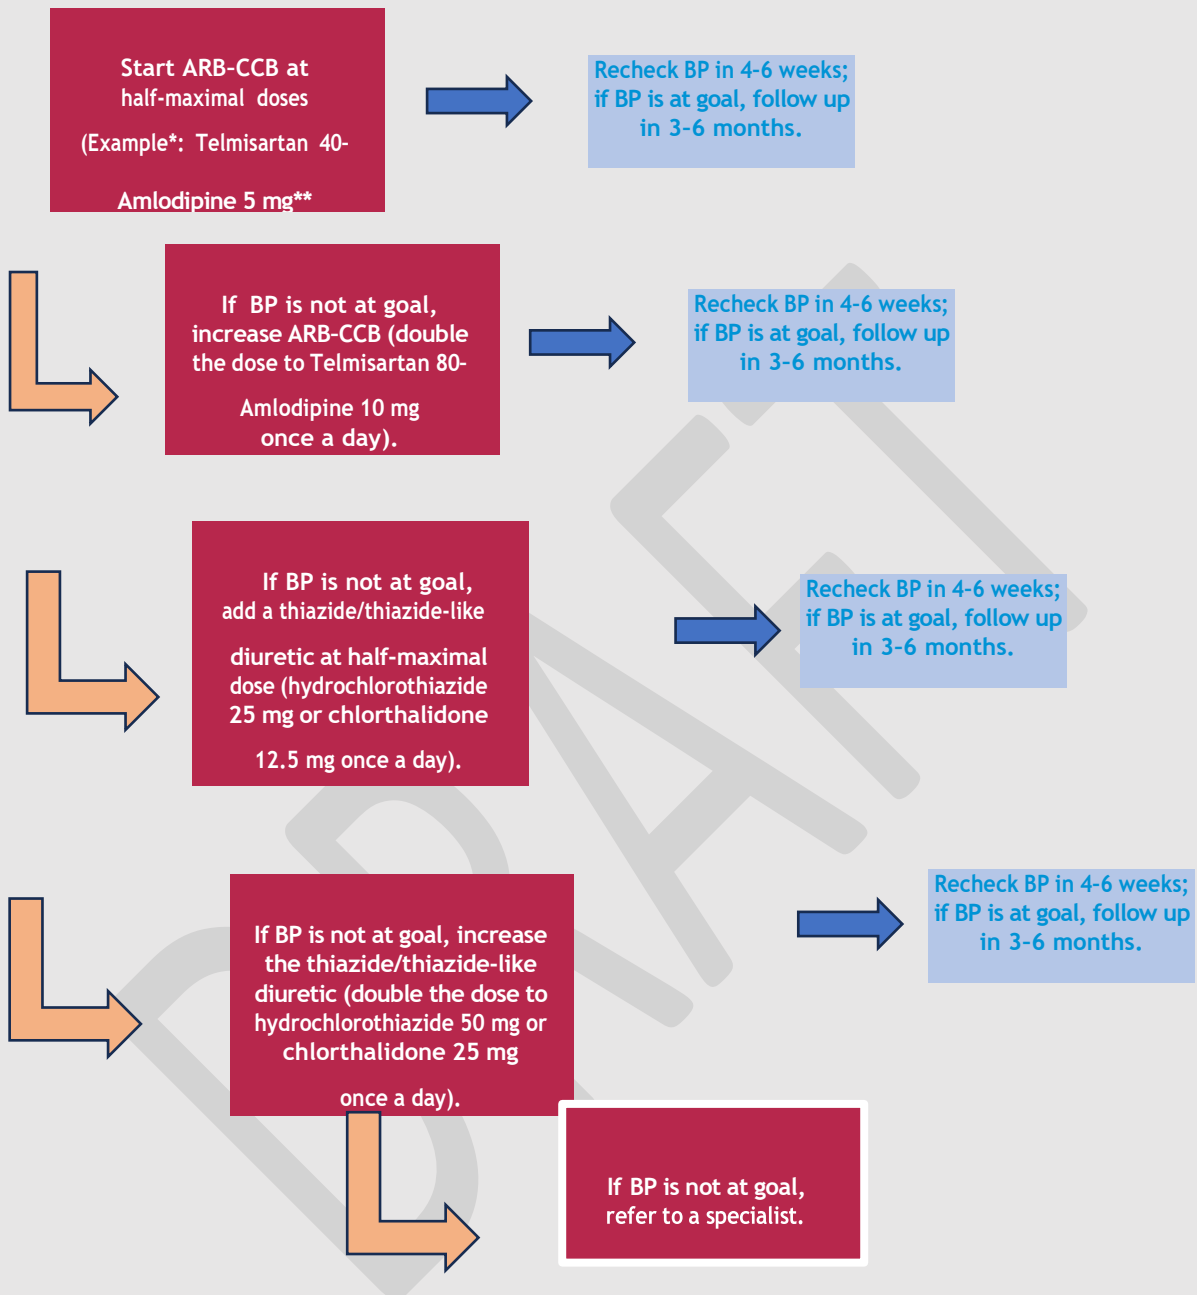 Start ARB–CCB at
half-maximal doses
(Example*: Telmisartan 40-
Amlodipine 5 mg**
Recheck BP in 4–6 weeks;
if BP is at goal, follow up
in 3–6 months.
If BP is not at goal,
increase ARB–CCB (double
the dose to Telmisartan 80-
Amlodipine 10 mg
once a day).
Recheck BP in 4–6 weeks;
if BP is at goal, follow up
in 3–6 months.
If BP is not at goal,
add a thiazide/thiazide-like
diuretic at half-maximal
dose (hydrochlorothiazide
25 mg or chlorthalidone
12.5 mg once a day).
Recheck BP in 4–6 weeks;
if BP is at goal, follow up
in 3–6 months.
If BP is not at goal, increase
the thiazide/thiazide-like
diuretic (double the dose to
hydrochlorothiazide 50 mg or
chlorthalidone 25 mg
once a day).
Recheck BP in 4–6 weeks;
if BP is at goal, follow up
in 3–6 months.
If BP is not at goal,
refer to a specialist.
DRAFT